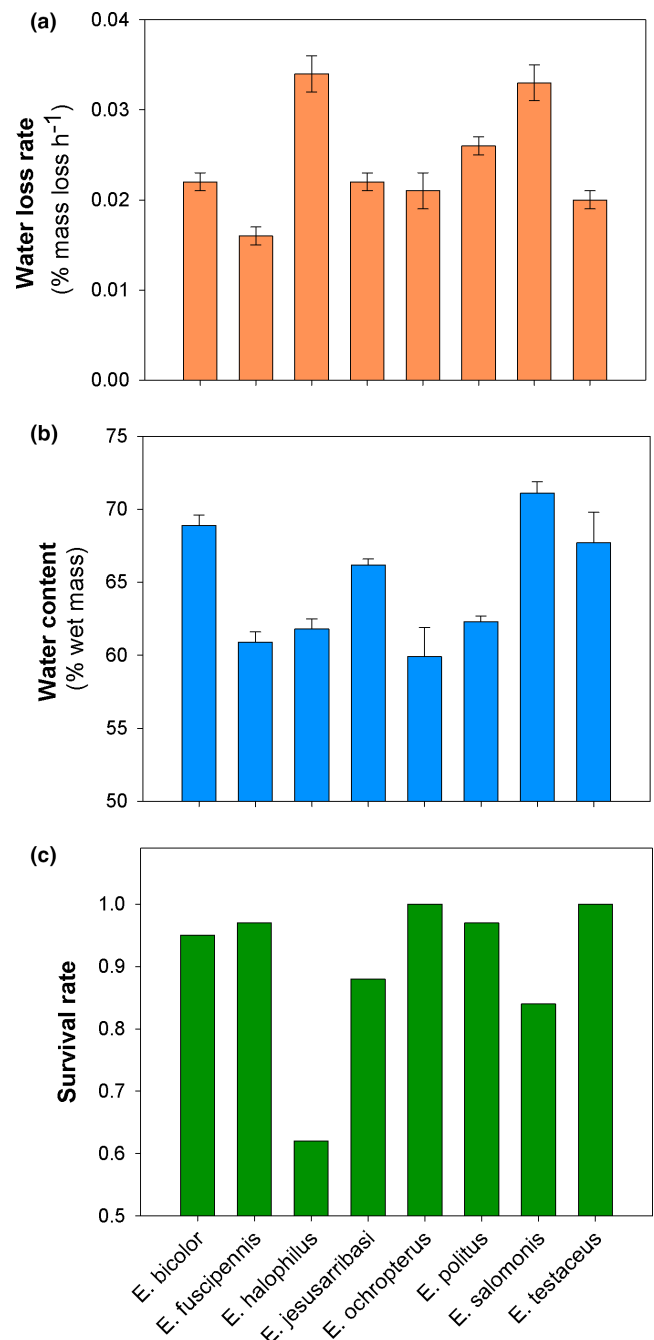 (a)
Water loss rate
(% mass loss h⁻¹)
0.04
0.03
0.02
0.01
0.00
(b)
Water content
(% wet mass)
75
70
65
60
55
50
(c)
Survival rate
1.0
0.9
0.8
0.7
0.6
0.5
E. bicolor
E. fuscipennis
E. halophilus
E. jesusarribasi
E. ochropterus
E. politus
E. salomonis
E. testaceus